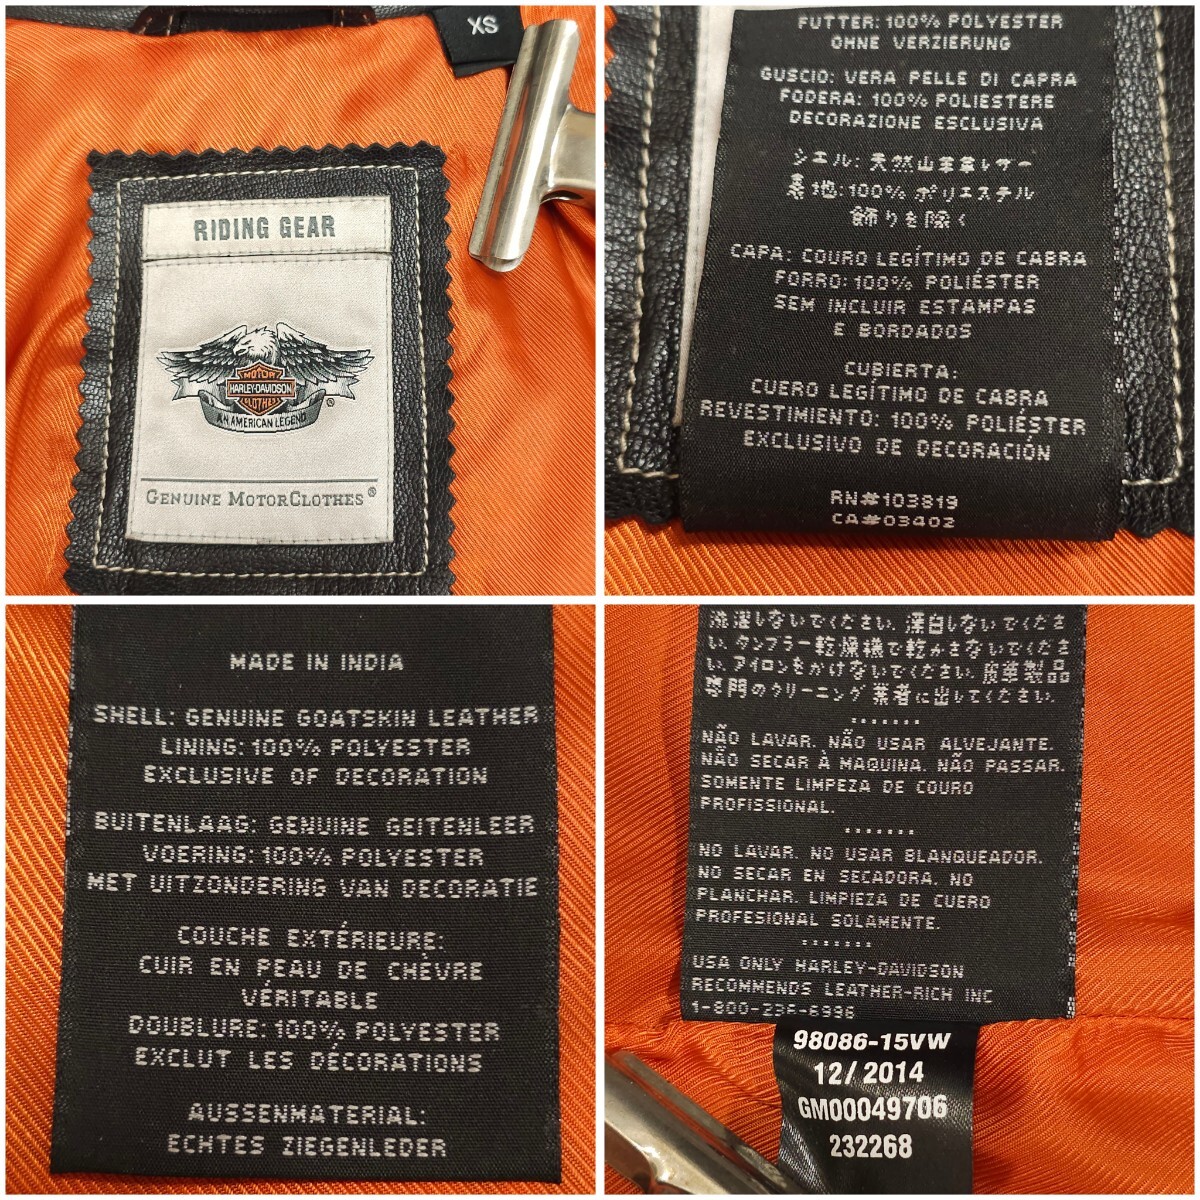 XS
RIDING GEAR
MOTOR
HARLEY-DAVIDSON
CLOTHES
®
AN AMERICAN LEGEND
GENUINE MOTORCLOTHES®
FUTTER: 100% POLYESTER
OHNE VERZIERUNG
GUSCIO: VERA PELLE DI CAPRA
FODERA: 100% POLIESTERE
DECORAZIONE ESCLUSIVA
シエル: 天然山羊革レザー
裏地: 100% ポリエステル
飾りを除く
CAPA: COURO LEGÍTIMO DE CABRA
FORRO: 100% POLIÉSTER
SEM INCLUIR ESTAMPAS
E BORDADOS
CUBIERTA:
CUERO LEGÍTIMO DE CABRA
REVESTIMIENTO: 100% POLIÉSTER
EXCLUSIVO DE DECORACIÓN
RN#103819
CA#03402
MADE IN INDIA
SHELL: GENUINE GOATSKIN LEATHER
LINING: 100% POLYESTER
EXCLUSIVE OF DECORATION
BUITENLAAG: GENUINE GEITENLEER
VOERING: 100% POLYESTER
MET UITZONDERING VAN DECORATIE
COUCHE EXTÉRIEURE:
CUIR EN PEAU DE CHÈVRE
VÉRITABLE
DOUBLURE: 100% POLYESTER
EXCLUT LES DÉCORATIONS
AUSSENMATERIAL:
ECHTES ZIEGENLEDER
洗濯しないでください. 漂白しないでくださ
い. タンブラー乾燥機で乾かさないでくださ
い. アイロンをかけないでください. 皮革製品
専門のクリーニング業者に出してください.
.......
NÃO LAVAR. NÃO USAR ALVEJANTE.
NÃO SECAR À MAQUINA. NÃO PASSAR.
SOMENTE LIMPEZA DE COURO
PROFISSIONAL.
.......
NO LAVAR. NO USAR BLANQUEADOR.
NO SECAR EN SECADORA. NO
PLANCHAR. LIMPIEZA DE CUERO
PROFESIONAL SOLAMENTE.
.......
USA ONLY HARLEY-DAVIDSON
RECOMMENDS LEATHER-RICH INC
1-800-236-6996
98086-15VW
12/2014
GM00049706
232268